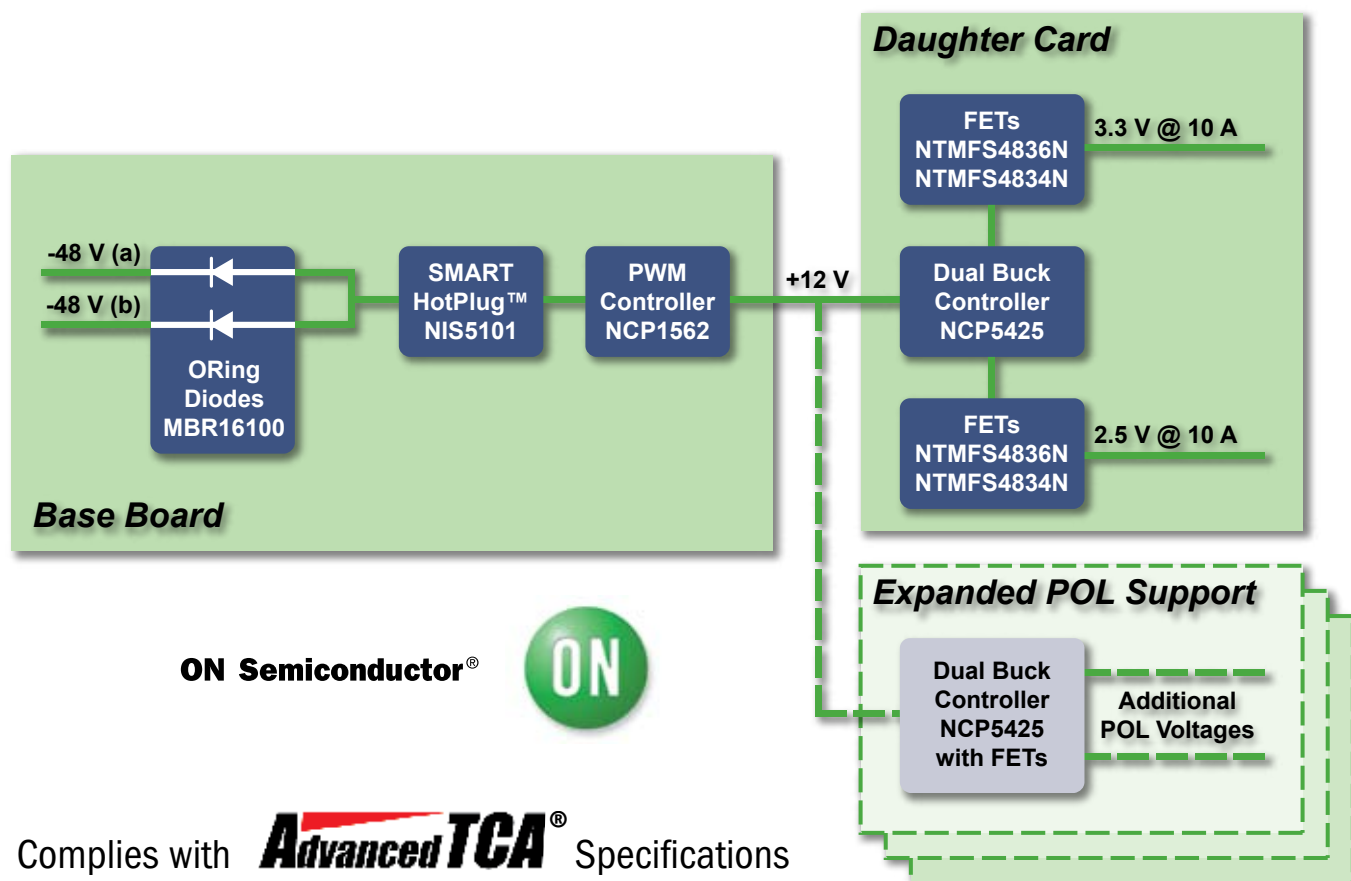 Daughter Card
FETs
NTMFS4836N
NTMFS4834N
3.3 V @ 10 A
-48 V (a)
-48 V (b)
ORing
Diodes
MBR16100
SMART
HotPlug™
NIS5101
PWM
Controller
NCP1562
+12 V
Dual Buck
Controller
NCP5425
FETs
NTMFS4836N
NTMFS4834N
2.5 V @ 10 A
Base Board
Expanded POL Support
Dual Buck
Controller
NCP5425
with FETs
Additional
POL Voltages
ON Semiconductor®
ON
Complies with AdvancedTCA® Specifications